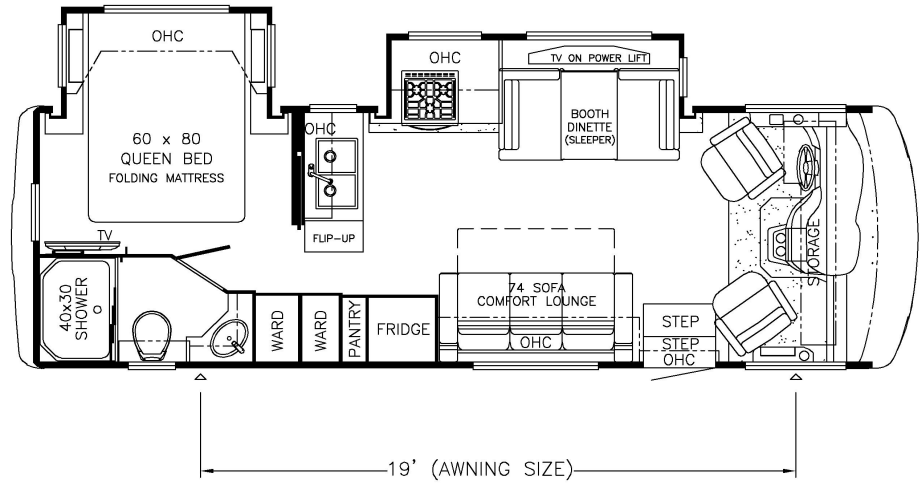 OHC
60 x 80
QUEEN BED
FOLDING MATTRESS
TV
OHC
FLIP-UP
OHC
TV ON POWER LIFT
BOOTH
DINETTE
(SLEEPER)
STORAGE
40x30
SHOWER
WARD
WARD
PANTRY
FRIDGE
74 SOFA
COMFORT LOUNGE
OHC
STEP
STEP
OHC
19' (AWNING SIZE)